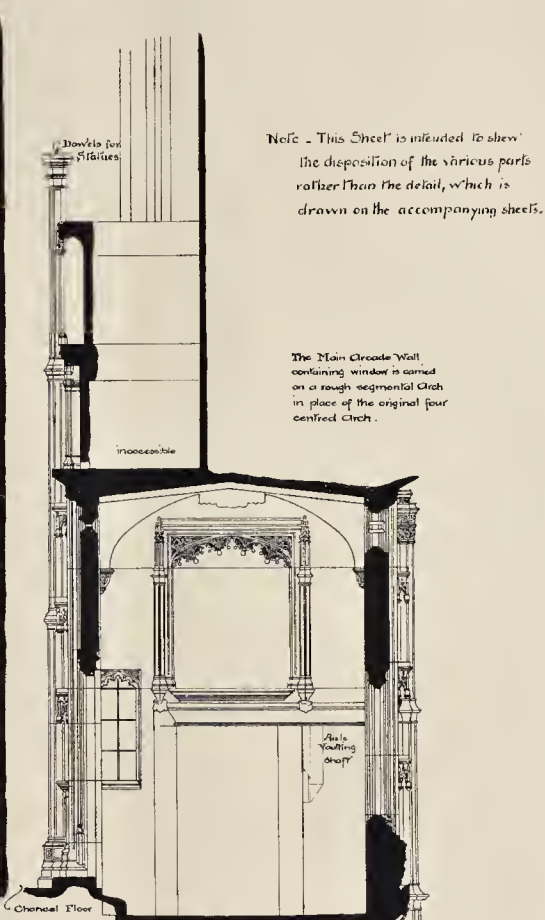 Dowels for
Statues
Note - This Sheet is intended to shew
the disposition of the various parts
rather than the detail, which is
drawn on the accompanying sheets.
The Main Arcade Wall
containing window is carried
on a rough segmental Arch
in place of the original four
centred Arch.
inaccessible
Aisle
Vaulting
Shaft
Chancel Floor